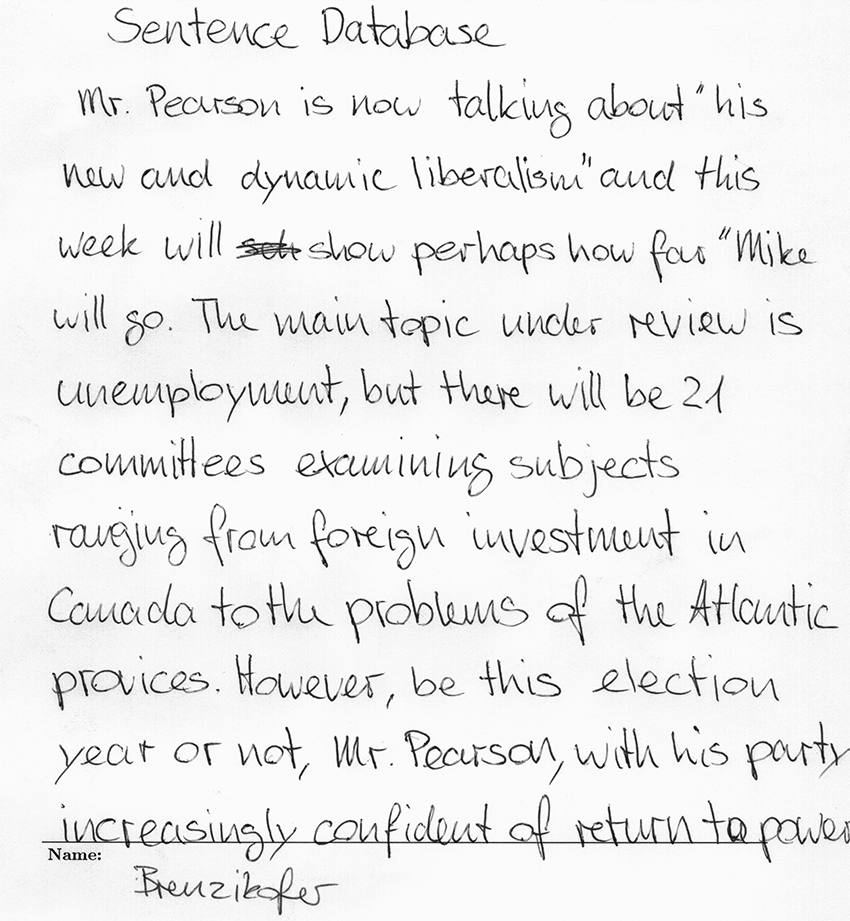 Sentence Database
Mr. Pearson is now talking about "his
new and dynamic liberalism" and this
week will show perhaps how far "Mike
will go. The main topic under review is
unemployment, but there will be 21
committees examining subjects
ranging from foreign investment in
Canada to the problems of the Atlantic
provices. However, be this election
year or not, Mr. Pearson, with his party
increasingly confident of return to power
Name:
Brenzikofer